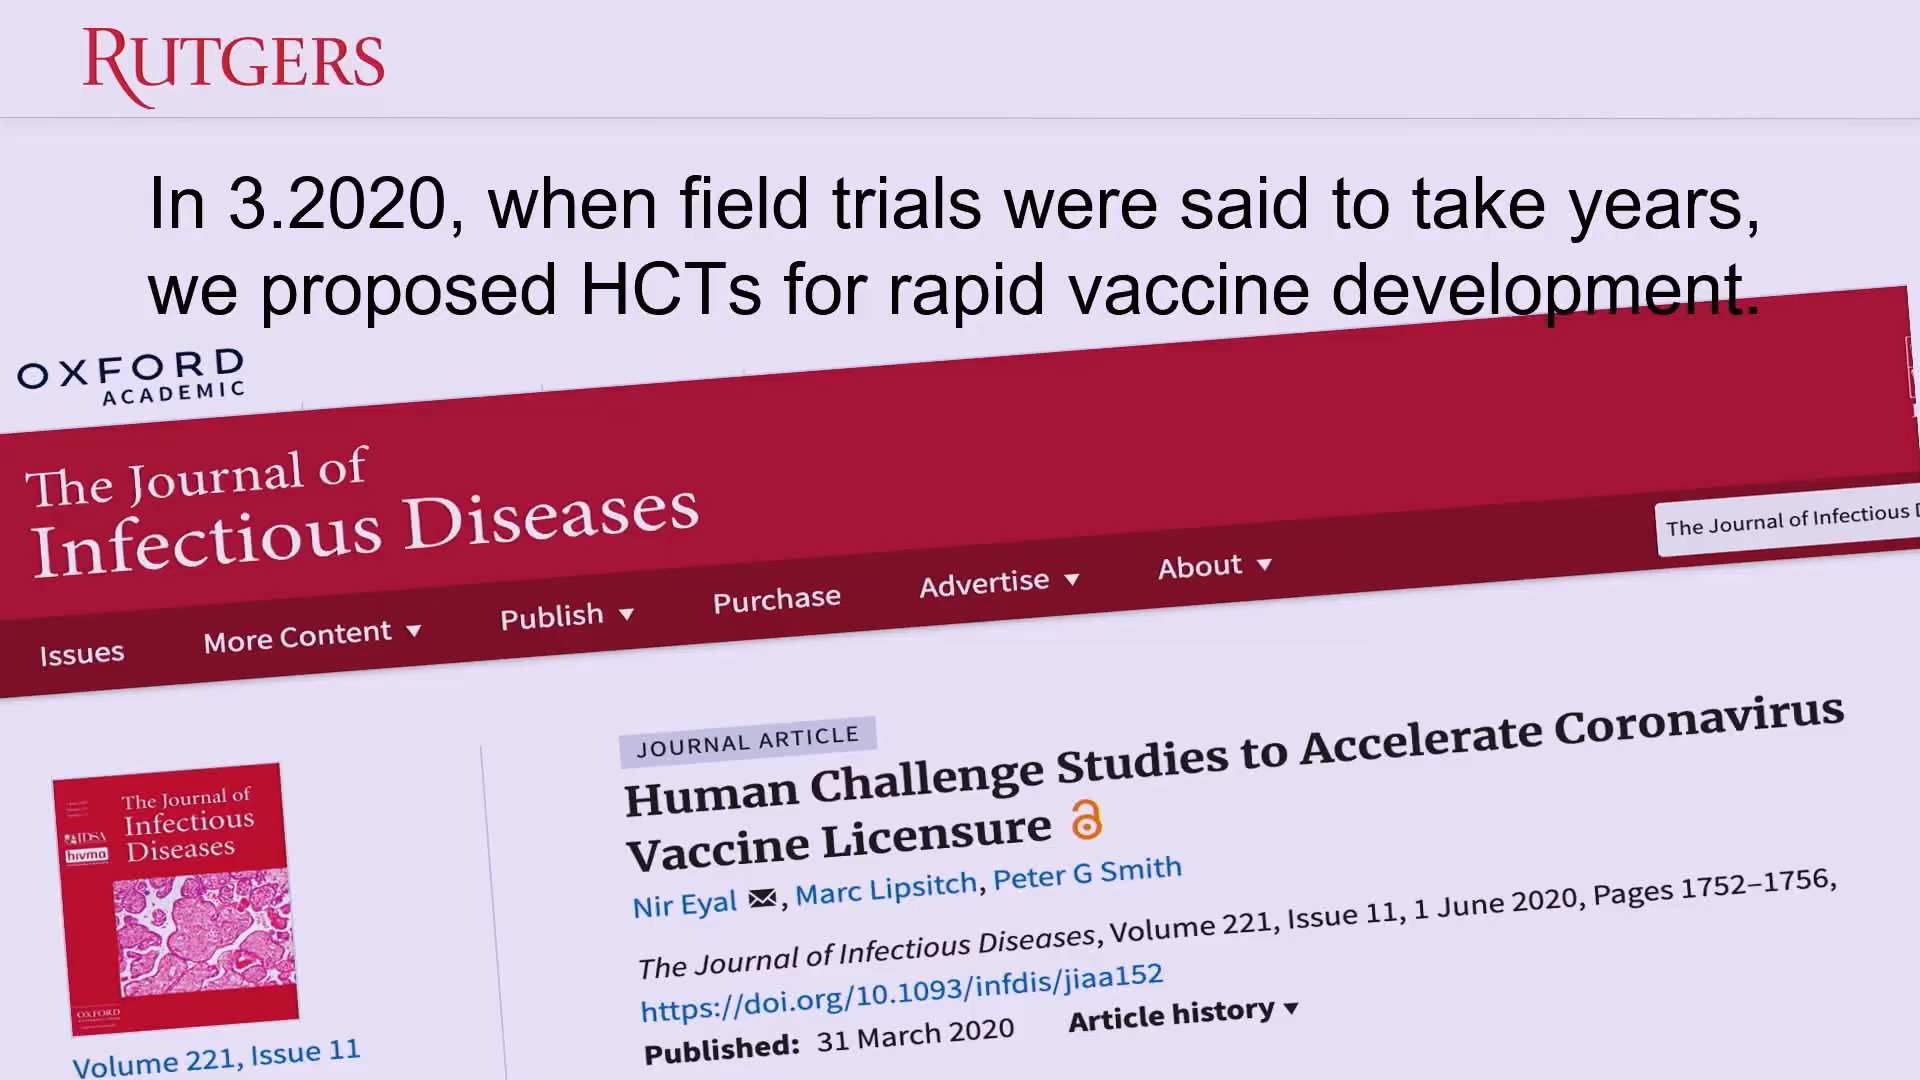 RUTGERS
In 3.2020, when field trials were said to take years,
we proposed HCTs for rapid vaccine development.
OXFORD
ACADEMIC
The Journal of
Infectious Diseases
Issues More Content ▼ Publish ▼ Purchase Advertise ▼ About ▼
The Journal of Infectious D
JOURNAL ARTICLE
Human Challenge Studies to Accelerate Coronavirus
Vaccine Licensure
Nir Eyal, Marc Lipsitch, Peter G Smith
The Journal of Infectious Diseases, Volume 221, Issue 11, 1 June 2020, Pages 1752–1756,
https://doi.org/10.1093/infdis/jiaa152
Published: 31 March 2020 Article history ▼
The Journal of
Infectious
Diseases
IDSA
hivma
OXFORD
Volume 221, Issue 11